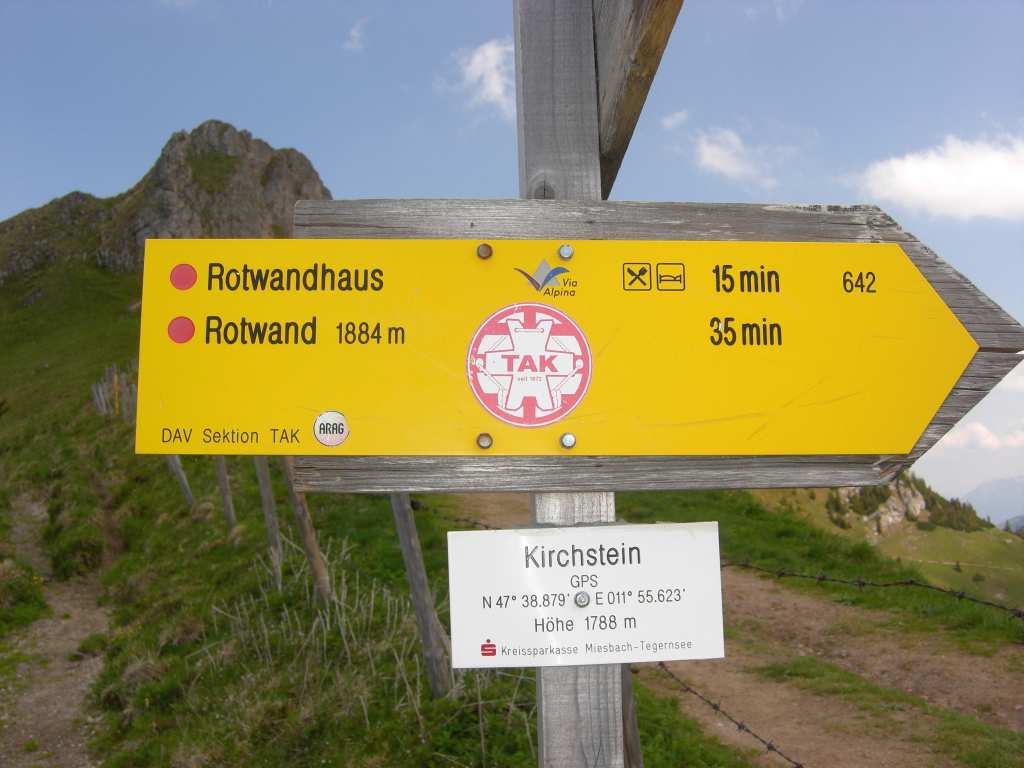 Rotwandhaus 15 min 642
Rotwand 1884 m 35 min
Via
Alpina
TAK
seit 1873
DAV Sektion TAK ARAG
Kirchstein
GPS
N 47° 38.879' E 011° 55.623'
Höhe 1788 m
Kreissparkasse Miesbach-Tegernsee